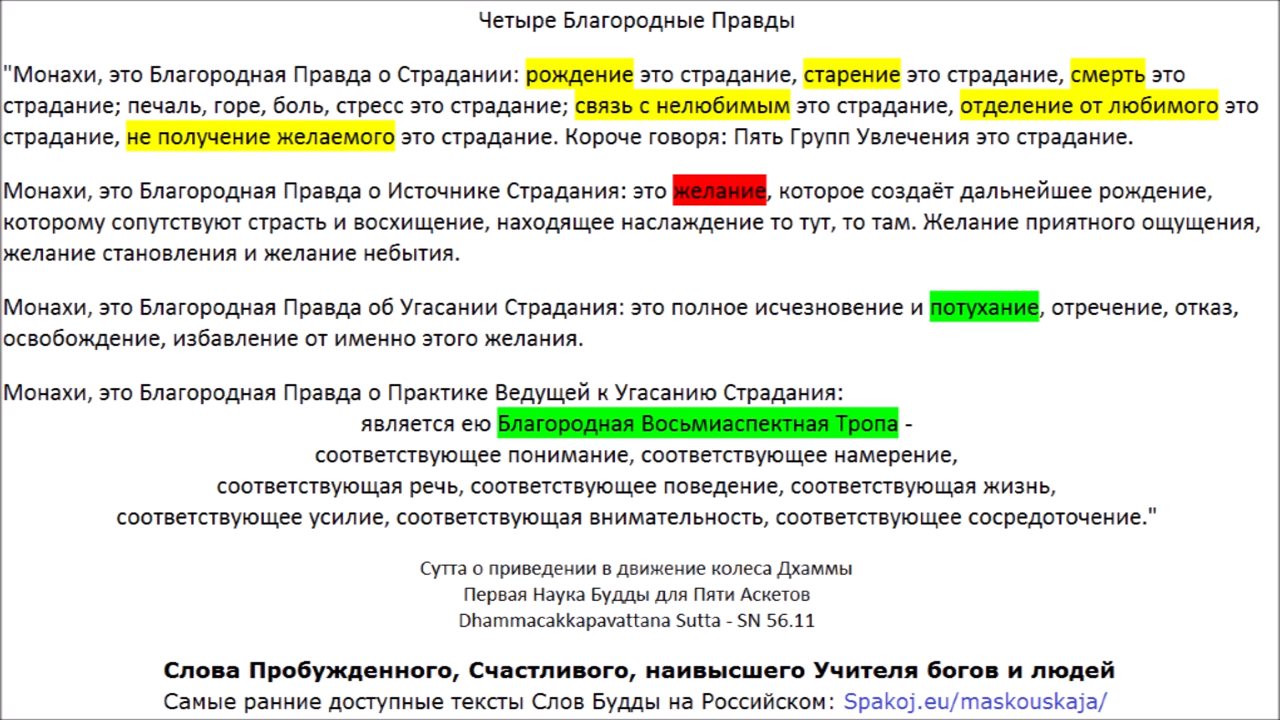 Четыре Благородные Правды
"Монахи, это Благородная Правда о Страдании: рождение это страдание, старение это страдание, смерть это
страдание; печаль, горе, боль, стресс это страдание; связь с нелюбимым это страдание, отделение от любимого это
страдание, не получение желаемого это страдание. Короче говоря: Пять Групп Увлечения это страдание.
Монахи, это Благородная Правда о Источнике Страдания: это желание, которое создаёт дальнейшее рождение,
которому сопутствуют страсть и восхищение, находящее наслаждение то тут, то там. Желание приятного ощущения,
желание становления и желание небытия.
Монахи, это Благородная Правда об Угасании Страдания: это полное исчезновение и потухание, отречение, отказ,
освобождение, избавление от именно этого желания.
Монахи, это Благородная Правда о Практике Ведущей к Угасанию Страдания:
является ею Благородная Восьмиаспектная Тропа -
соответствующее понимание, соответствующее намерение,
соответствующая речь, соответствующее поведение, соответствующая жизнь,
соответствующее усилие, соответствующая внимательность, соответствующее сосредоточение."
Сутта о приведении в движение колеса Дхаммы
Первая Наука Будды для Пяти Аскетов
Dhammacakkapavattana Sutta - SN 56.11
Слова Пробужденного, Счастливого, наивысшего Учителя богов и людей
Самые ранние доступные тексты Слов Будды на Российском: Spakoj.eu/maskouskaja/